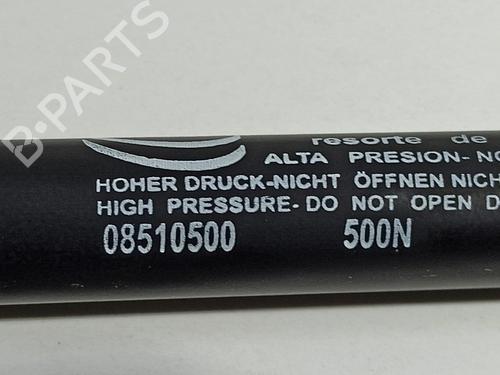 B-PARTS
resorte de
ALTA PRESION- NO
HOHER DRUCK-NICHT ÖFFNEN NICH
HIGH PRESSURE- DO NOT OPEN D
08510500 500N